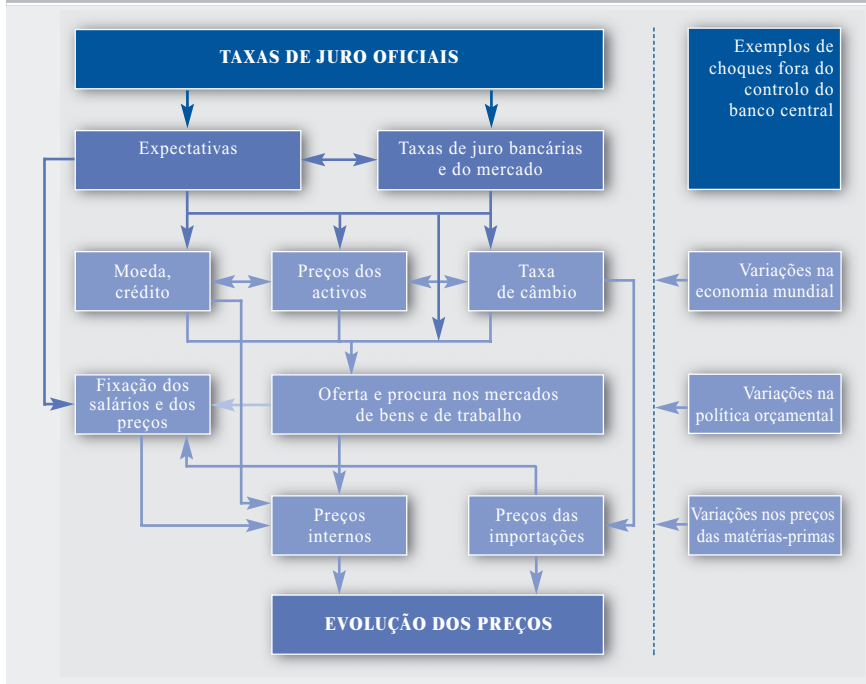 TAXAS DE JURO OFICIAIS
Exemplos de
choques fora do
controlo do
banco central
Expectativas
Taxas de juro bancárias
e do mercado
Moeda,
crédito
Preços dos
activos
Taxa
de câmbio
Variações na
economia mundial
Fixação dos
salários e dos
preços
Oferta e procura nos mercados
de bens e de trabalho
Variações na
política orçamental
Preços
internos
Preços das
importações
Variações nos preços
das matérias-primas
EVOLUÇÃO DOS PREÇOS